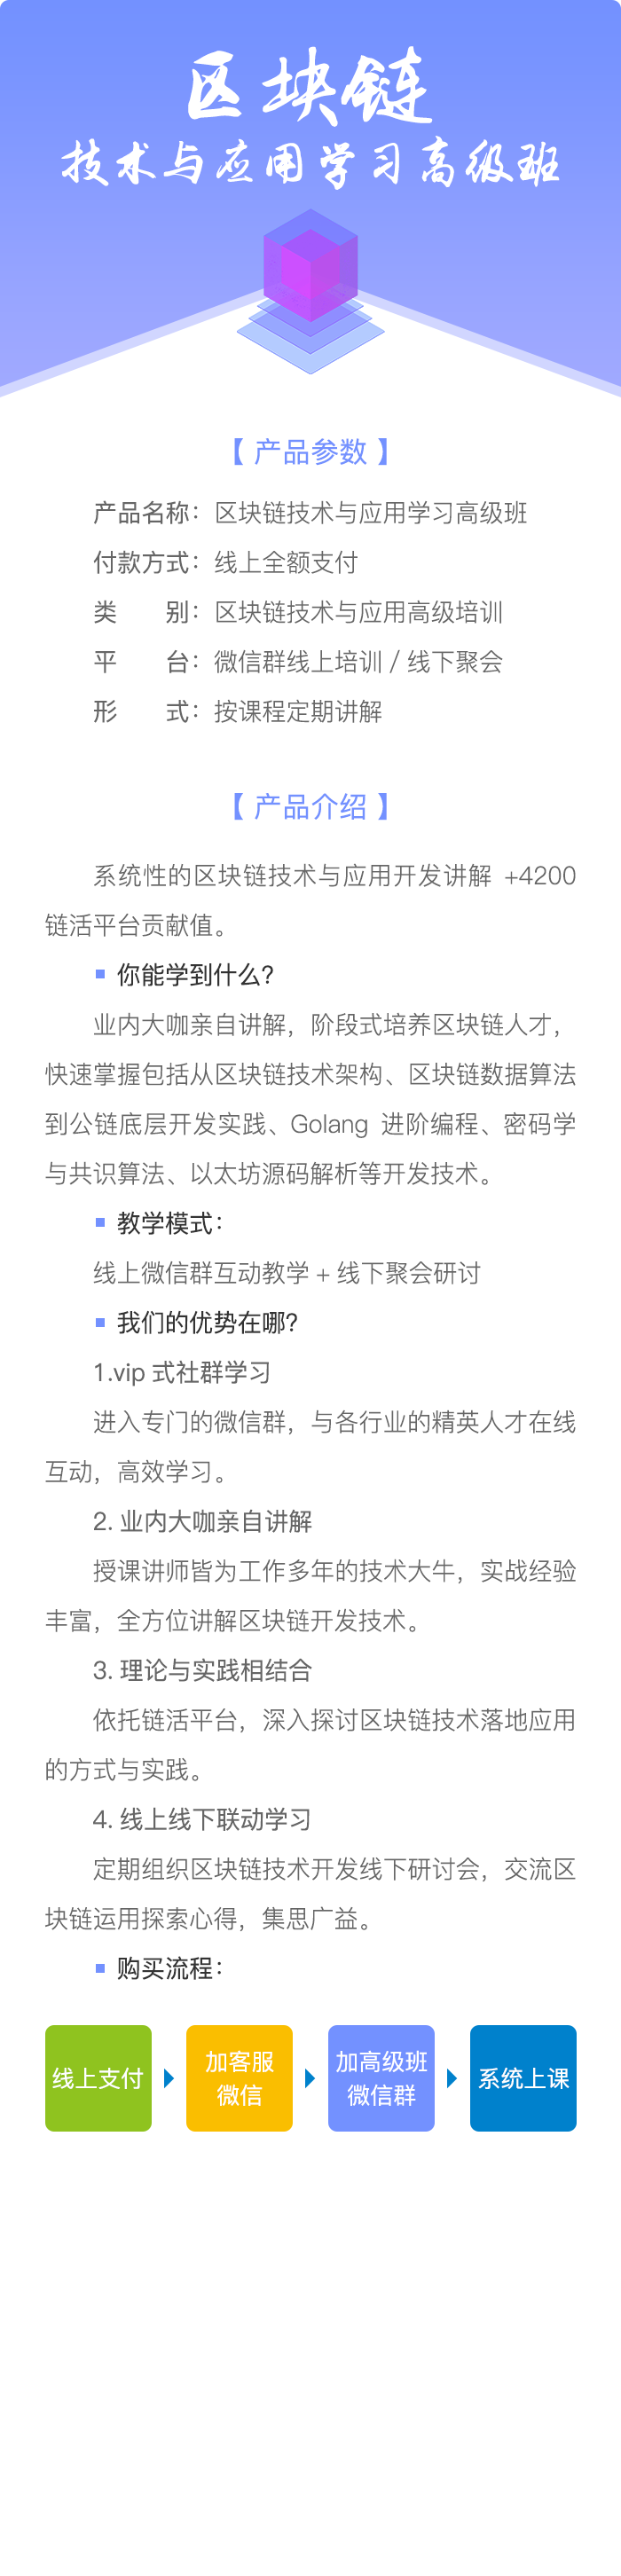 区块链
技术与应用学习高级班
【 产品参数 】
产品名称：区块链技术与应用学习高级班
付款方式：线上全额支付
类　　别：区块链技术与应用高级培训
平　　台：微信群线上培训 / 线下聚会
形　　式：按课程定期讲解
【 产品介绍 】
系统性的区块链技术与应用开发讲解 +4200
链活平台贡献值。
你能学到什么？
业内大咖亲自讲解，阶段式培养区块链人才，
快速掌握包括从区块链技术架构、区块链数据算法
到公链底层开发实践、Golang 进阶编程、密码学
与共识算法、以太坊源码解析等开发技术。
教学模式：
线上微信群互动教学 + 线下聚会研讨
我们的优势在哪？
1.vip 式社群学习
进入专门的微信群，与各行业的精英人才在线
互动，高效学习。
2. 业内大咖亲自讲解
授课讲师皆为工作多年的技术大牛，实战经验
丰富，全方位讲解区块链开发技术。
3. 理论与实践相结合
依托链活平台，深入探讨区块链技术落地应用
的方式与实践。
4. 线上线下联动学习
定期组织区块链技术开发线下研讨会，交流区
块链运用探索心得，集思广益。
购买流程：
线上支付
加客服
微信
加高级班
微信群
系统上课